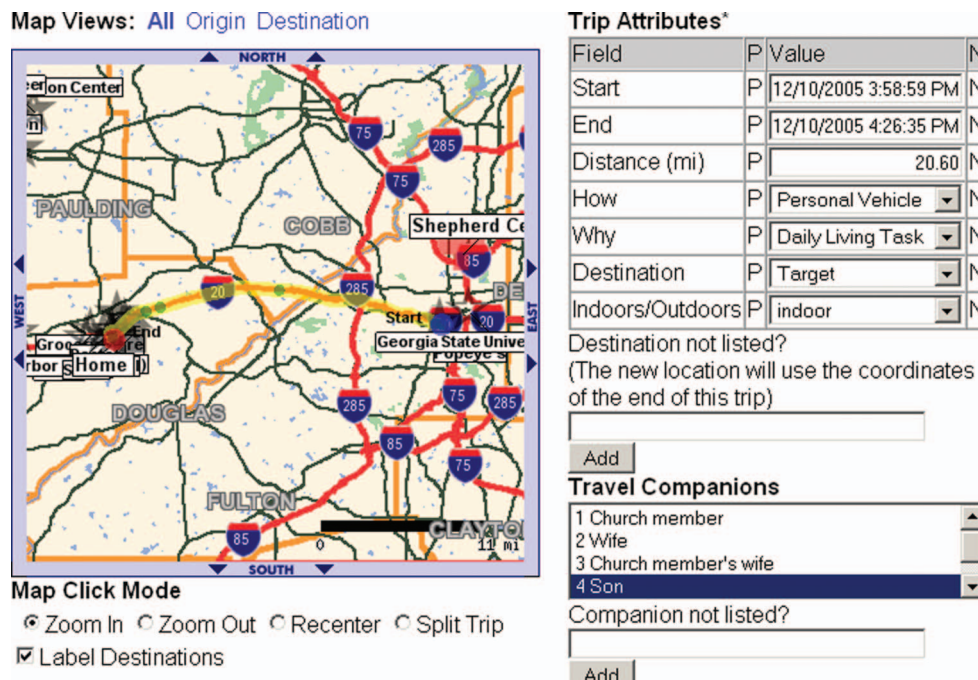 Map Views: All Origin Destination
NORTH
on Center
75
285
75
PAULDING
COBB
Shepherd Ce
85
20
285
DE
WEST
EAST
End
Start
20
Georgia State Unive
Popeye's
Home
DOUGLAS
285
75
285
85
75
FULTON
85
CLAYTO
0 11 mi
SOUTH
Map Click Mode
Zoom In Zoom Out Recenter Split Trip
Label Destinations
Trip Attributes*
Field P Value N
Start P 12/10/2005 3:58:59 PM N
End P 12/10/2005 4:26:35 PM N
Distance (mi) P 20.60 N
How P Personal Vehicle N
Why P Daily Living Task N
Destination P Target N
Indoors/Outdoors P indoor N
Destination not listed?
(The new location will use the coordinates
of the end of this trip)
Add
Travel Companions
1 Church member
2 Wife
3 Church member's wife
4 Son
Companion not listed?
Add